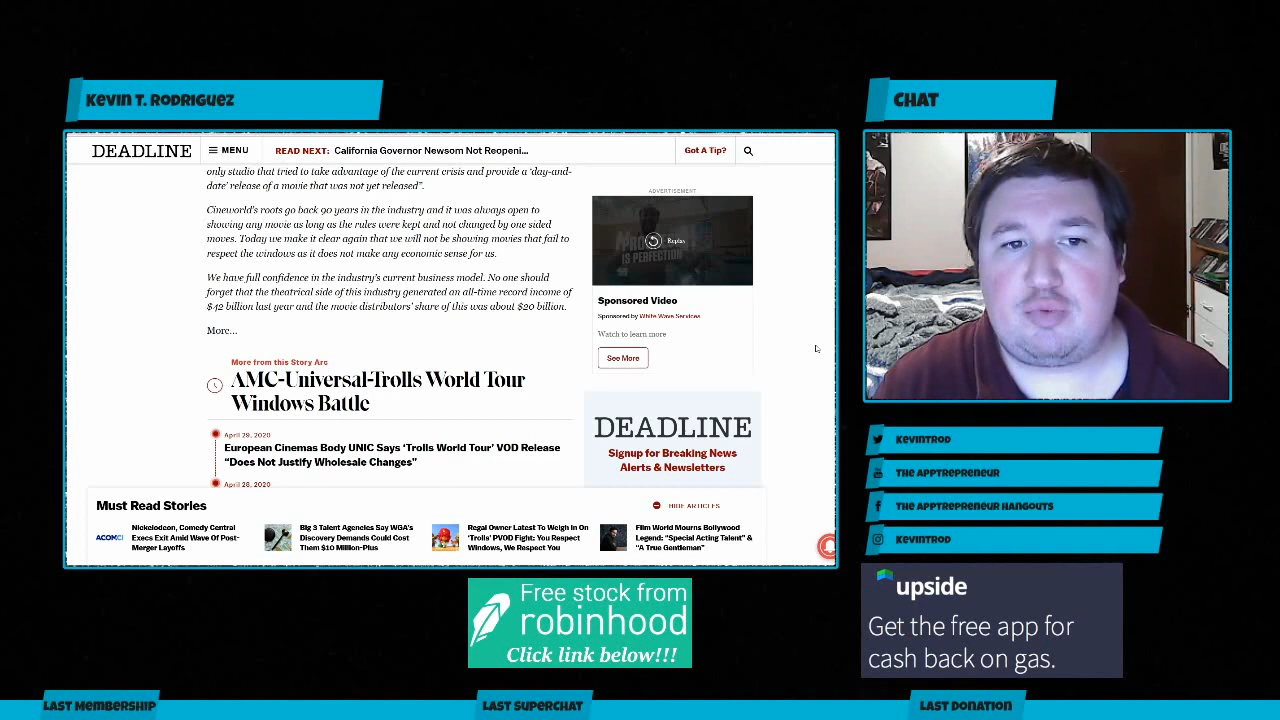 Kevin T. Rodriguez
CHAT
DEADLINE
MENU
READ NEXT: California Governor Newsom Not Reopeni...
Got A Tip?
only studio that tried to take advantage of the current crisis and provide a 'day-and-
date' release of a movie that was not yet released".
Cineworld's roots go back 90 years in the industry and it was always open to
showing any movie as long as the rules were kept and not changed by one sided
moves. Today we make it clear again that we will not be showing movies that fail to
respect the windows as it does not make any economic sense for us.
We have full confidence in the industry's current business model. No one should
forget that the theatrical side of this industry generated an all-time record income of
$42 billion last year and the movie distributors' share of this was about $20 billion.
More...
More from this Story Arc
AMC-Universal-Trolls World Tour
Windows Battle
April 29, 2020
European Cinemas Body UNIC Says 'Trolls World Tour' VOD Release
"Does Not Justify Wholesale Changes"
April 28, 2020
ADVERTISEMENT
Replay
IS PERFECTION
Sponsored Video
Sponsored by White Wave Services
Watch to learn more
See More
DEADLINE
Signup for Breaking News
Alerts & Newsletters
Must Read Stories
HIDE ARTICLES
Nickelodeon, Comedy Central
Execs Exit Amid Wave Of Post-
Merger Layoffs
Big 3 Talent Agencies Say WGA's
Discovery Demands Could Cost
Them $10 Million-Plus
Regal Owner Latest To Weigh In On
'Trolls' PVOD Fight: You Respect
Windows, We Respect You
Film World Mourns Bollywood
Legend: "Special Acting Talent" &
"A True Gentleman"
KevinTRod
The Apptrepreneur
The Apptrepreneur Hangouts
KevinTRod
Free stock from
robinhood
Click link below!!!
upside
Get the free app for
cash back on gas.
LAST MEMBERSHIP
LAST SUPERCHAT
LAST DONATION